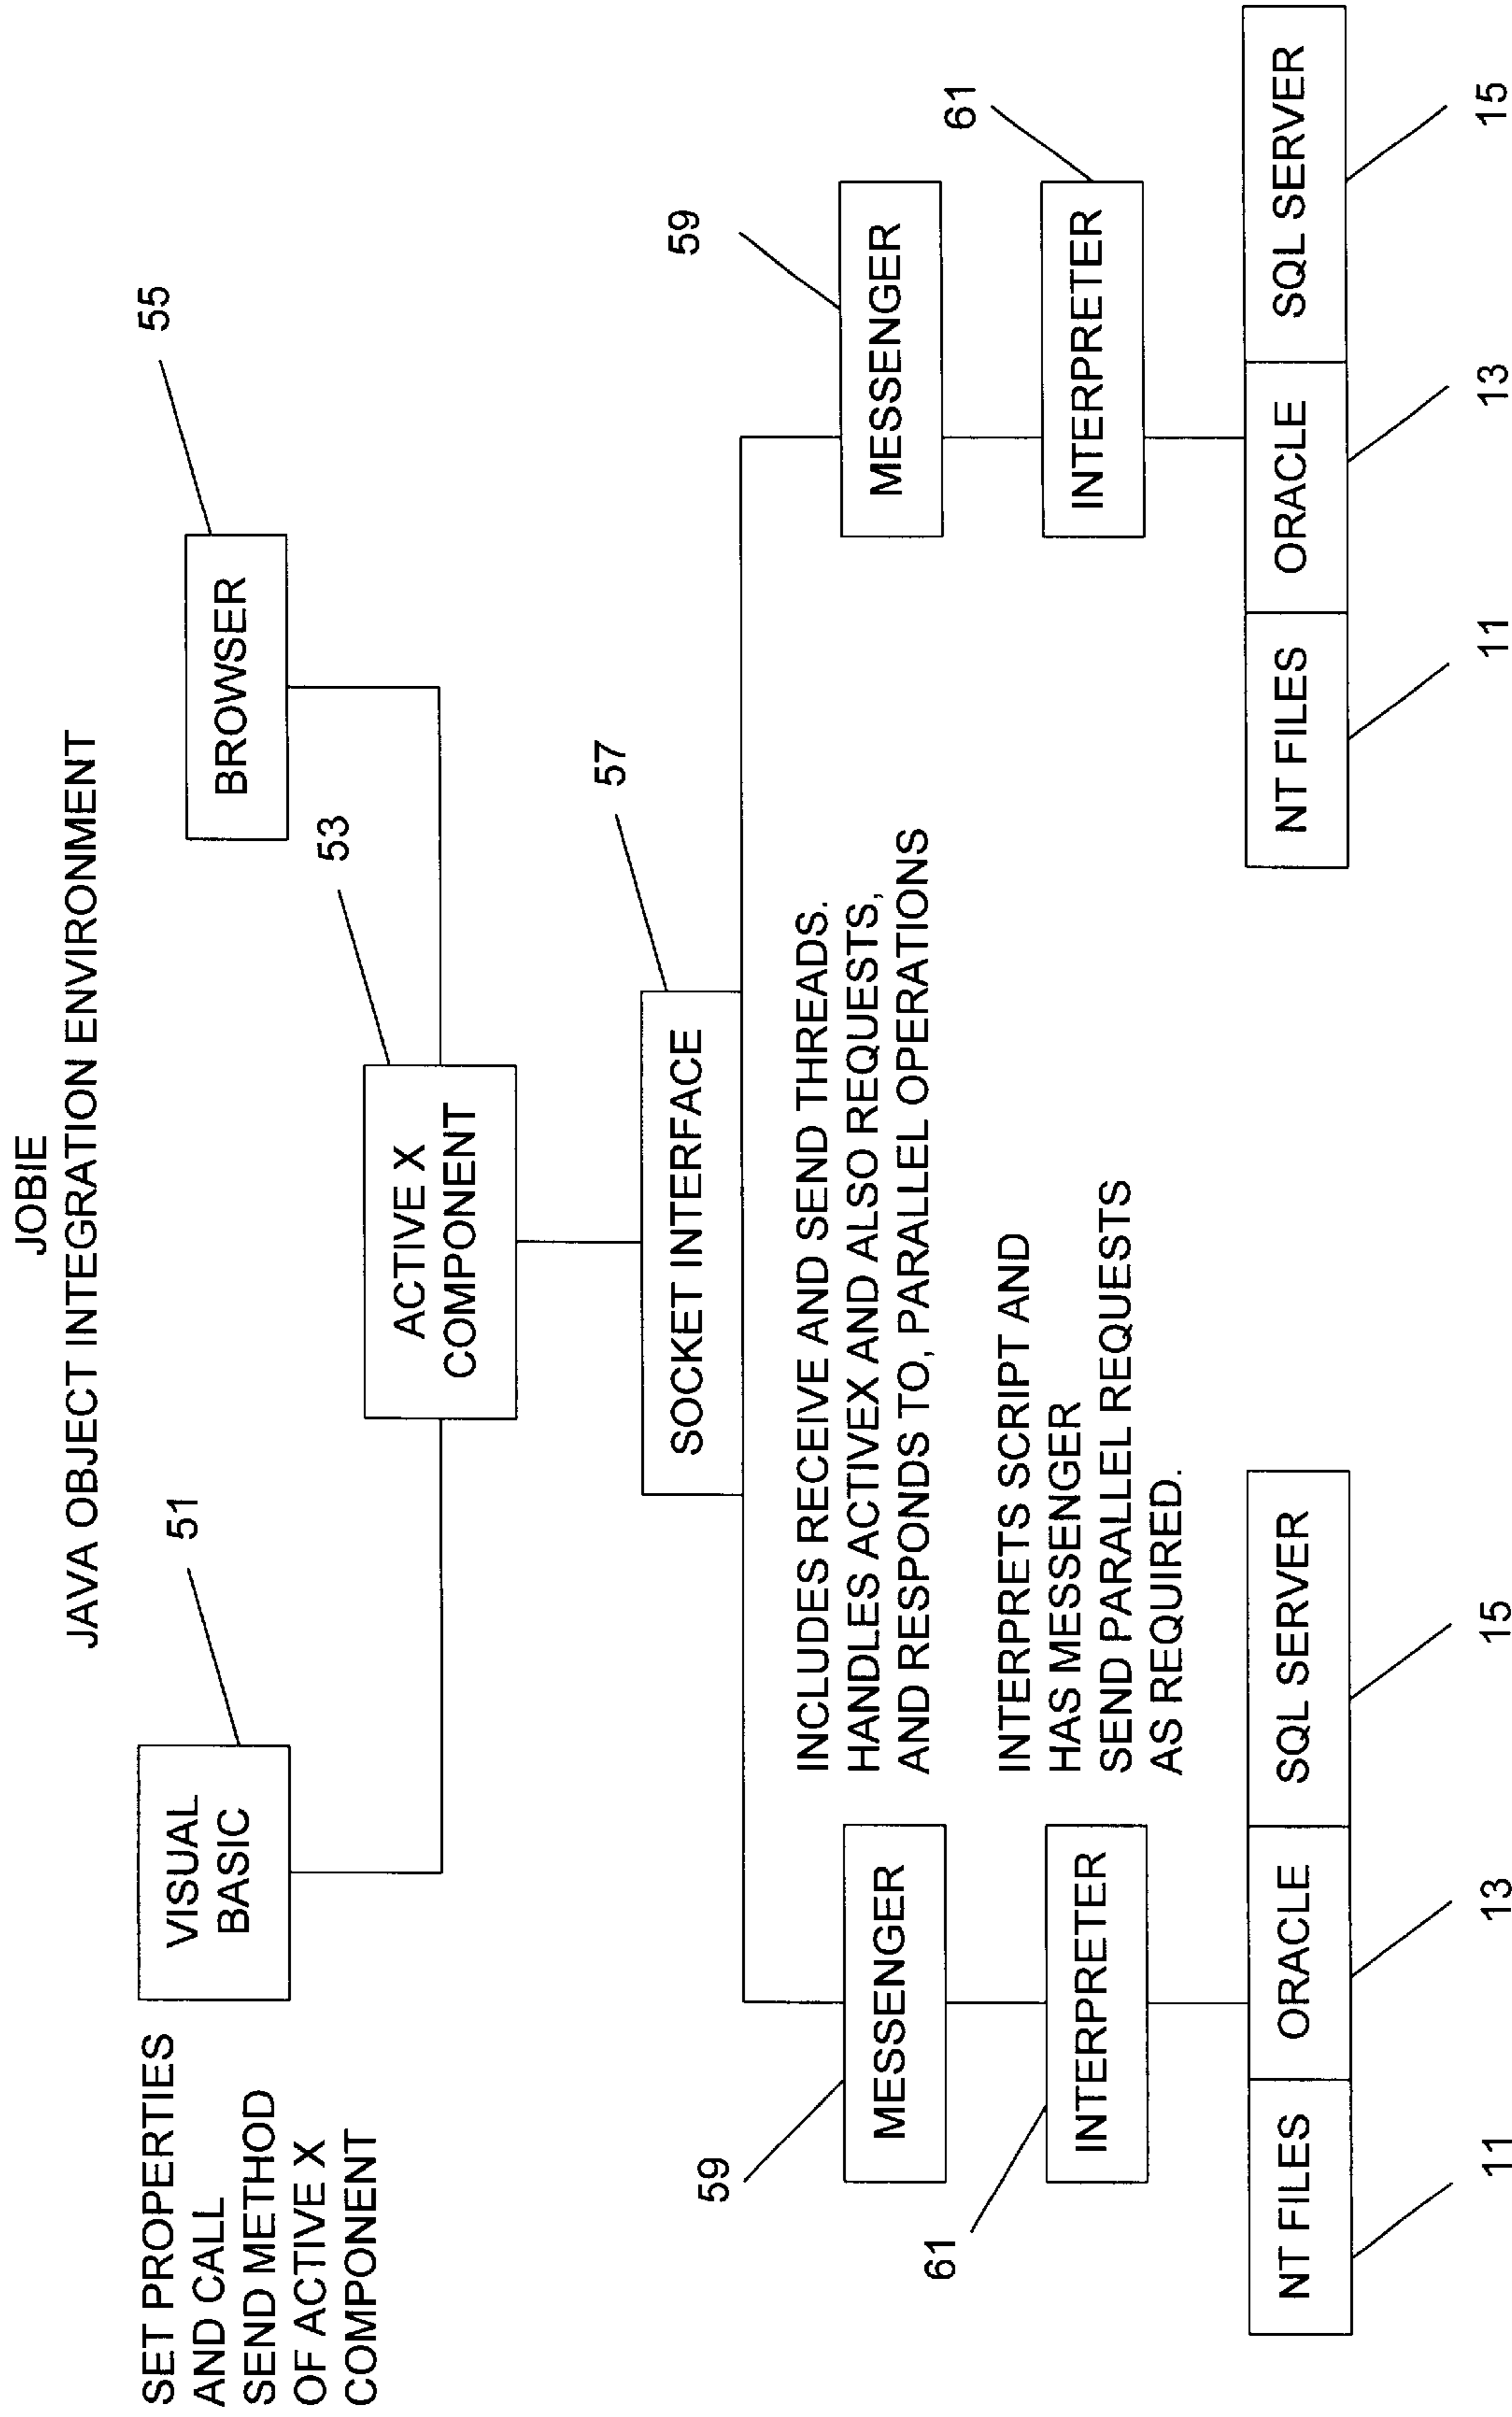 JOBIE
JAVA OBJECT INTEGRATION ENVIRONMENT
SET PROPERTIES
AND CALL
SEND METHOD
OF ACTIVE X
COMPONENT
VISUAL
BASIC
51
ACTIVE X
COMPONENT
53
BROWSER
55
SOCKET INTERFACE
57
59
MESSENGER
INCLUDES RECEIVE AND SEND THREADS.
HANDLES ACTIVEX AND ALSO REQUESTS,
AND RESPONDS TO, PARALLEL OPERATIONS
MESSENGER
59
61
INTERPRETER
INTERPRETS SCRIPT AND
HAS MESSENGER
SEND PARALLEL REQUESTS
AS REQUIRED.
INTERPRETER
61
NT FILES
ORACLE
SQL SERVER
NT FILES
ORACLE
SQL SERVER
11
13
15
11
13
15